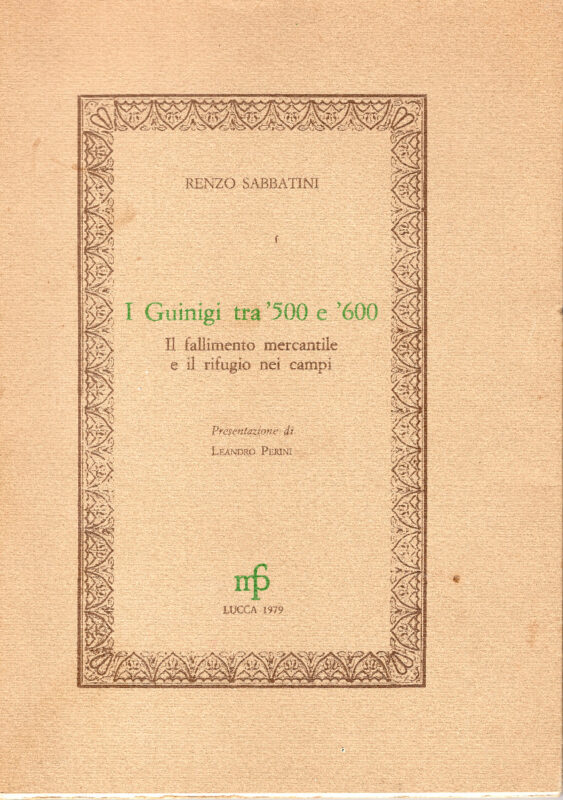 RENZO SABBATINI
I Guinigi tra '500 e '600
Il fallimento mercantile
e il rifugio nei campi
Presentazione di
LEANDRO PERINI
mp
LUCCA 1979